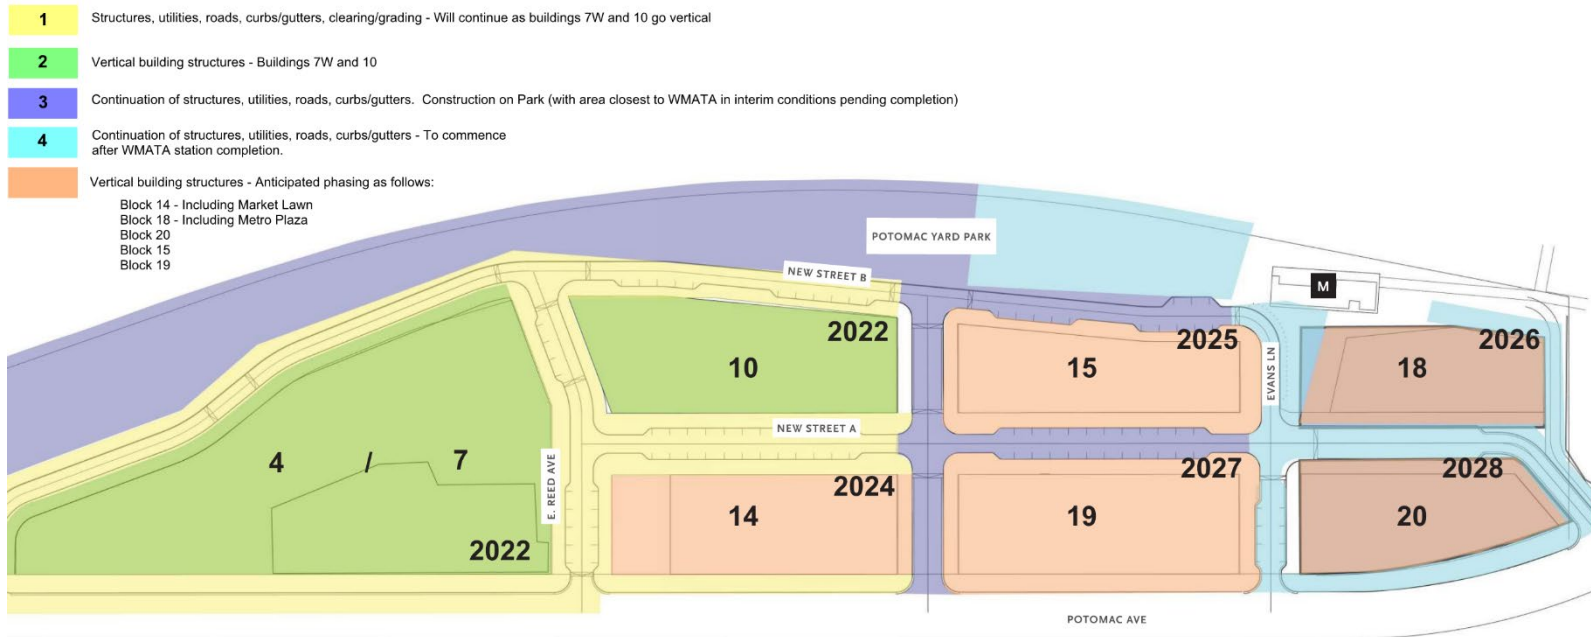 1 Structures, utilities, roads, curbs/gutters, clearing/grading - Will continue as buildings 7W and 10 go vertical
2 Vertical building structures - Buildings 7W and 10
3 Continuation of structures, utilities, roads, curbs/gutters. Construction on Park (with area closest to WMATA in interim conditions pending completion)
4 Continuation of structures, utilities, roads, curbs/gutters - To commence
after WMATA station completion.
Vertical building structures - Anticipated phasing as follows:
Block 14 - Including Market Lawn
Block 18 - Including Metro Plaza
Block 20
Block 15
Block 19
POTOMAC YARD PARK
NEW STREET B
M
2022
2025
2026
10
15
EVANS LN
18
NEW STREET A
4 / 7
2024
2027
2028
E. REED AVE
14
19
20
2022
POTOMAC AVE